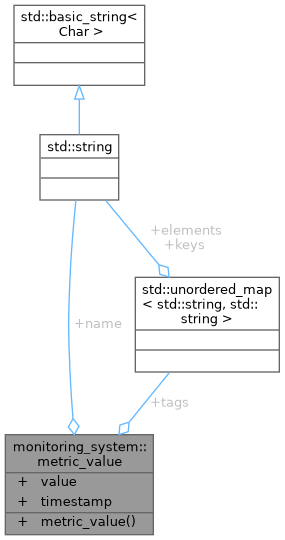 std::basic_string<
Char >
std::string
+elements
+keys
std::unordered_map
< std::string, std::
string >
+name
+tags
monitoring_system::
metric_value
+ value
+ timestamp
+ metric_value()